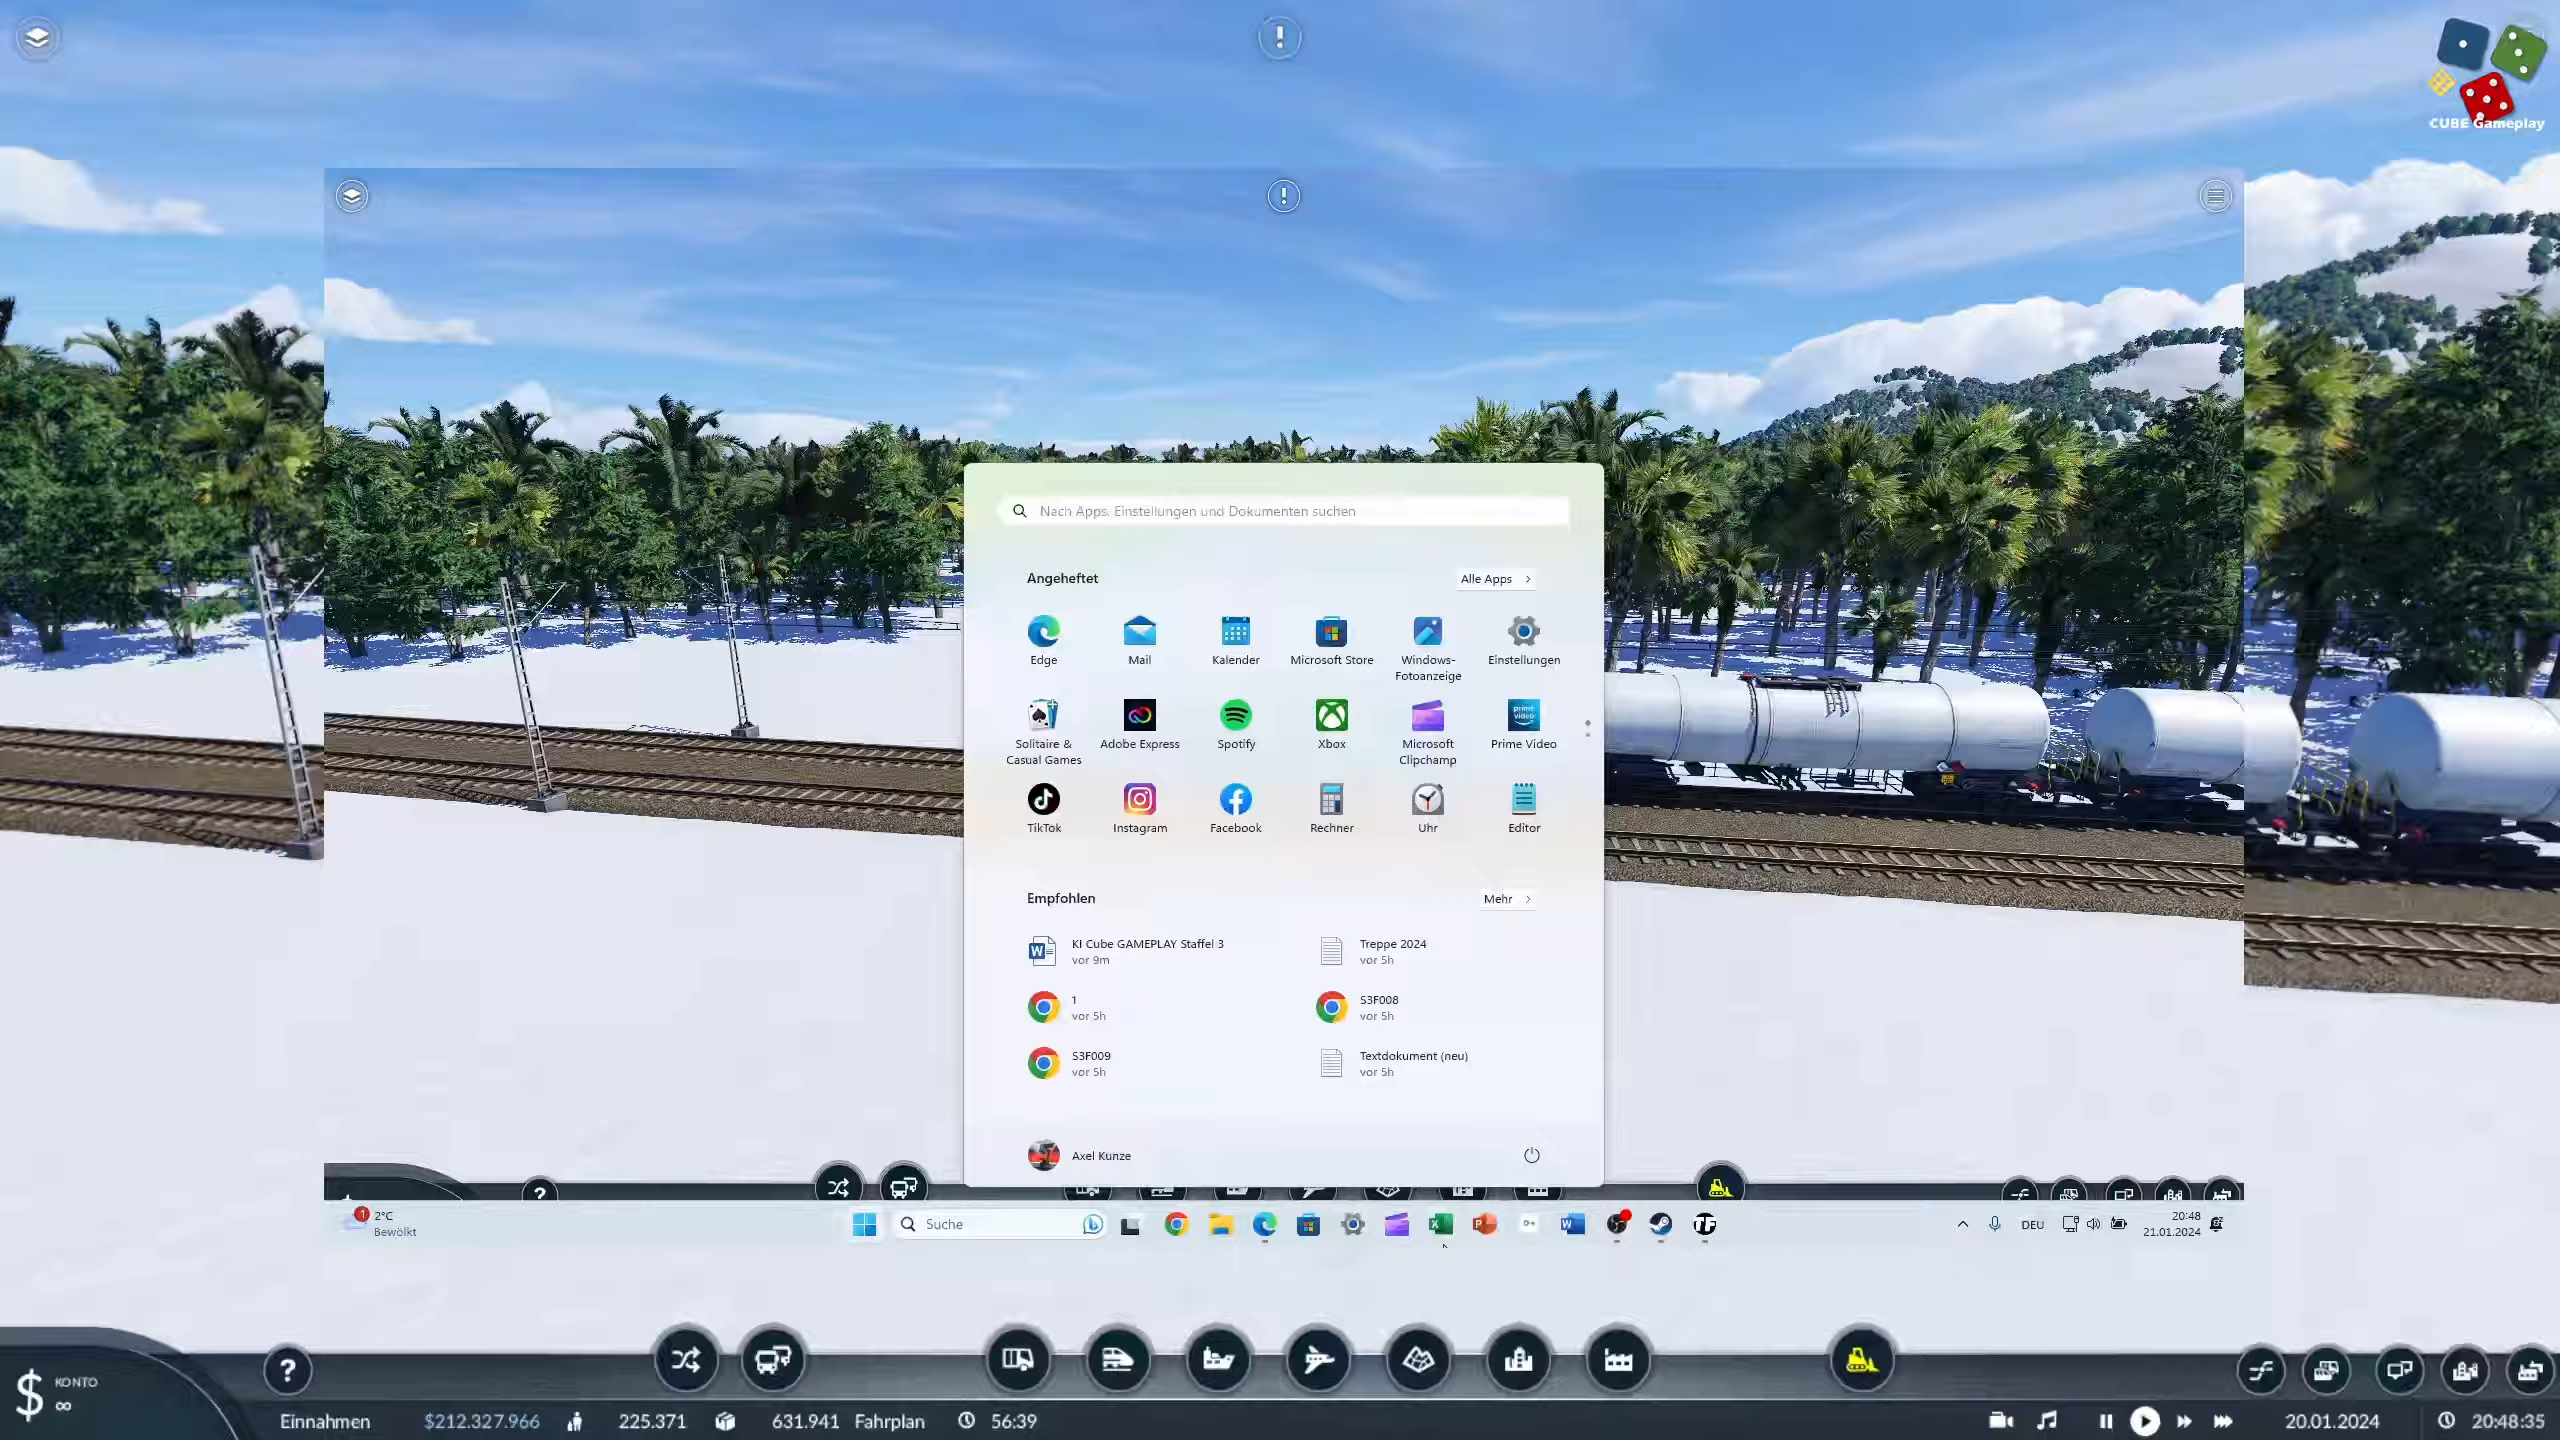 CUBE Gameplay
Nach Apps, Einstellungen und Dokumenten suchen
Angeheftet
Alle Apps
Edge
Mail
Kalender
Microsoft Store
Windows-
Fotoanzeige
Einstellungen
Solitaire &
Casual Games
Adobe Express
Spotify
Xbox
Microsoft
Clipchamp
prime video
Prime Video
TikTok
Instagram
Facebook
Rechner
Uhr
Editor
Empfohlen
Mehr
KI Cube GAMEPLAY Staffel 3
vor 9m
Treppe 2024
vor 5h
1
vor 5h
S3F008
vor 5h
S3F009
vor 5h
Textdokument (neu)
vor 5h
Axel Kunze
?
1
2°C
Bewölkt
Suche
DEU
20:48
21.01.2024
?
$ KONTO
∞
Einnahmen $212.327.966 225.371 631.941 Fahrplan 56:39
20.01.2024 20:48:35